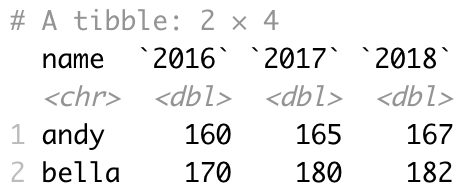 # A tibble: 2 × 4
name `2016` `2017` `2018`
<chr> <dbl> <dbl> <dbl>
1 andy 160 165 167
2 bella 170 180 182